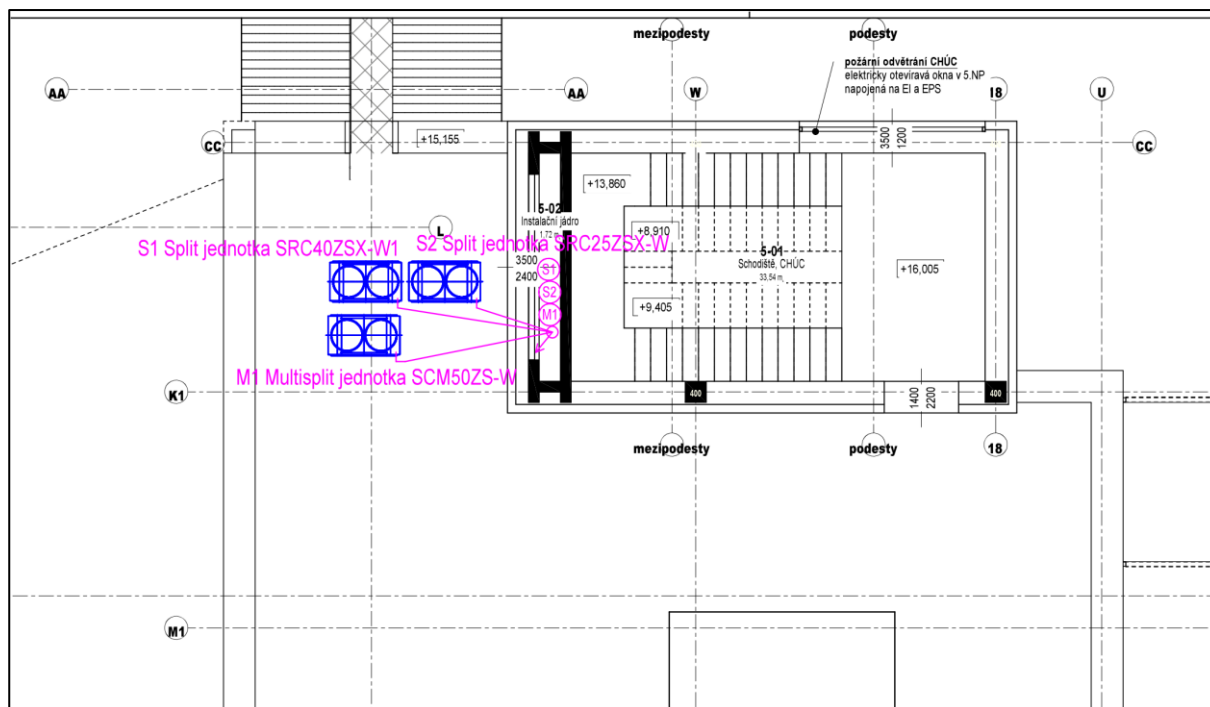 mezipodesty
podesty
požární odvětrání CHÚC
elektricky otevíravá okna v 5.NP
napojená na EI a EPS
AA
AA
W
18
U
CC
+15,155
3500
1200
CC
+13,860
5-02
Instalační jádro
1,72 m
L
+8,910
5-01
Schodiště, CHÚC
33,54 m
S1 Split jednotka SRC40ZSX-W1
S2 Split jednotka SRC25ZSX-W
3500
2400
S1
+16,005
S2
+9,405
M1
M1 Multisplit jednotka SCM50ZS-W
K1
400
1400
2200
400
mezipodesty
podesty
18
M1